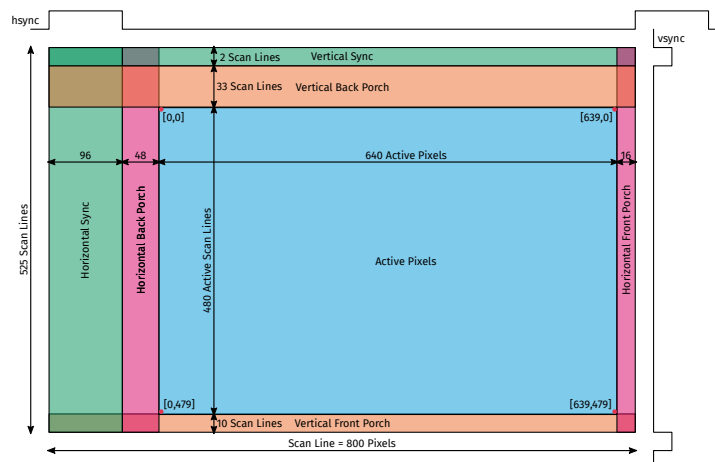 hsync
vsync
2 Scan Lines Vertical Sync
33 Scan Lines Vertical Back Porch
[0,0]
[639,0]
96
48
640 Active Pixels
16
525 Scan Lines
Horizontal Sync
Horizontal Back Porch
480 Active Scan Lines
Active Pixels
Horizontal Front Porch
[0,479]
[639,479]
10 Scan Lines Vertical Front Porch
Scan Line = 800 Pixels